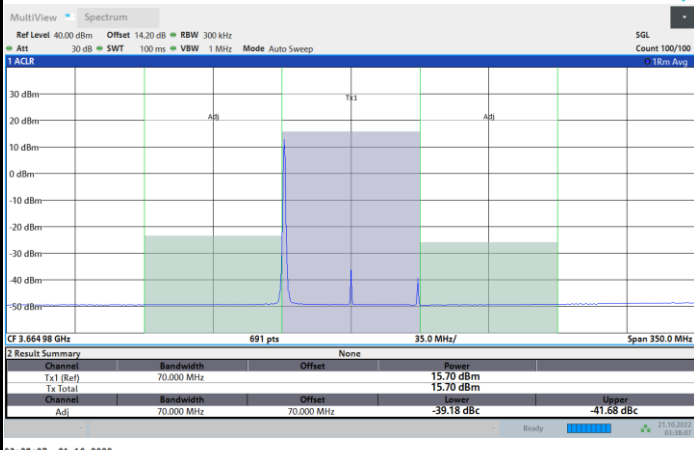 MultiView Spectrum
Ref Level 40.00 dBm Offset 14.20 dB RBW 300 kHz SGL
Att 30 dB SWT 100 ms VBW 1 MHz Mode Auto Sweep Count 100/100
1 ACLR 1Rm Avg
30 dBm
Tx1
20 dBm Adj Adj
10 dBm
0 dBm
-10 dBm
-20 dBm
-30 dBm
-40 dBm
-50 dBm
CF 3.664 98 GHz 691 pts 35.0 MHz/ Span 350.0 MHz
2 Result Summary None
Channel Bandwidth Offset Power
Tx1 (Ref) 70.000 MHz 15.70 dBm
Tx Total 15.70 dBm
Channel Bandwidth Offset Lower Upper
Adj 70.000 MHz 70.000 MHz -39.18 dBc -41.68 dBc
Ready 21.10.2022
03:38:07